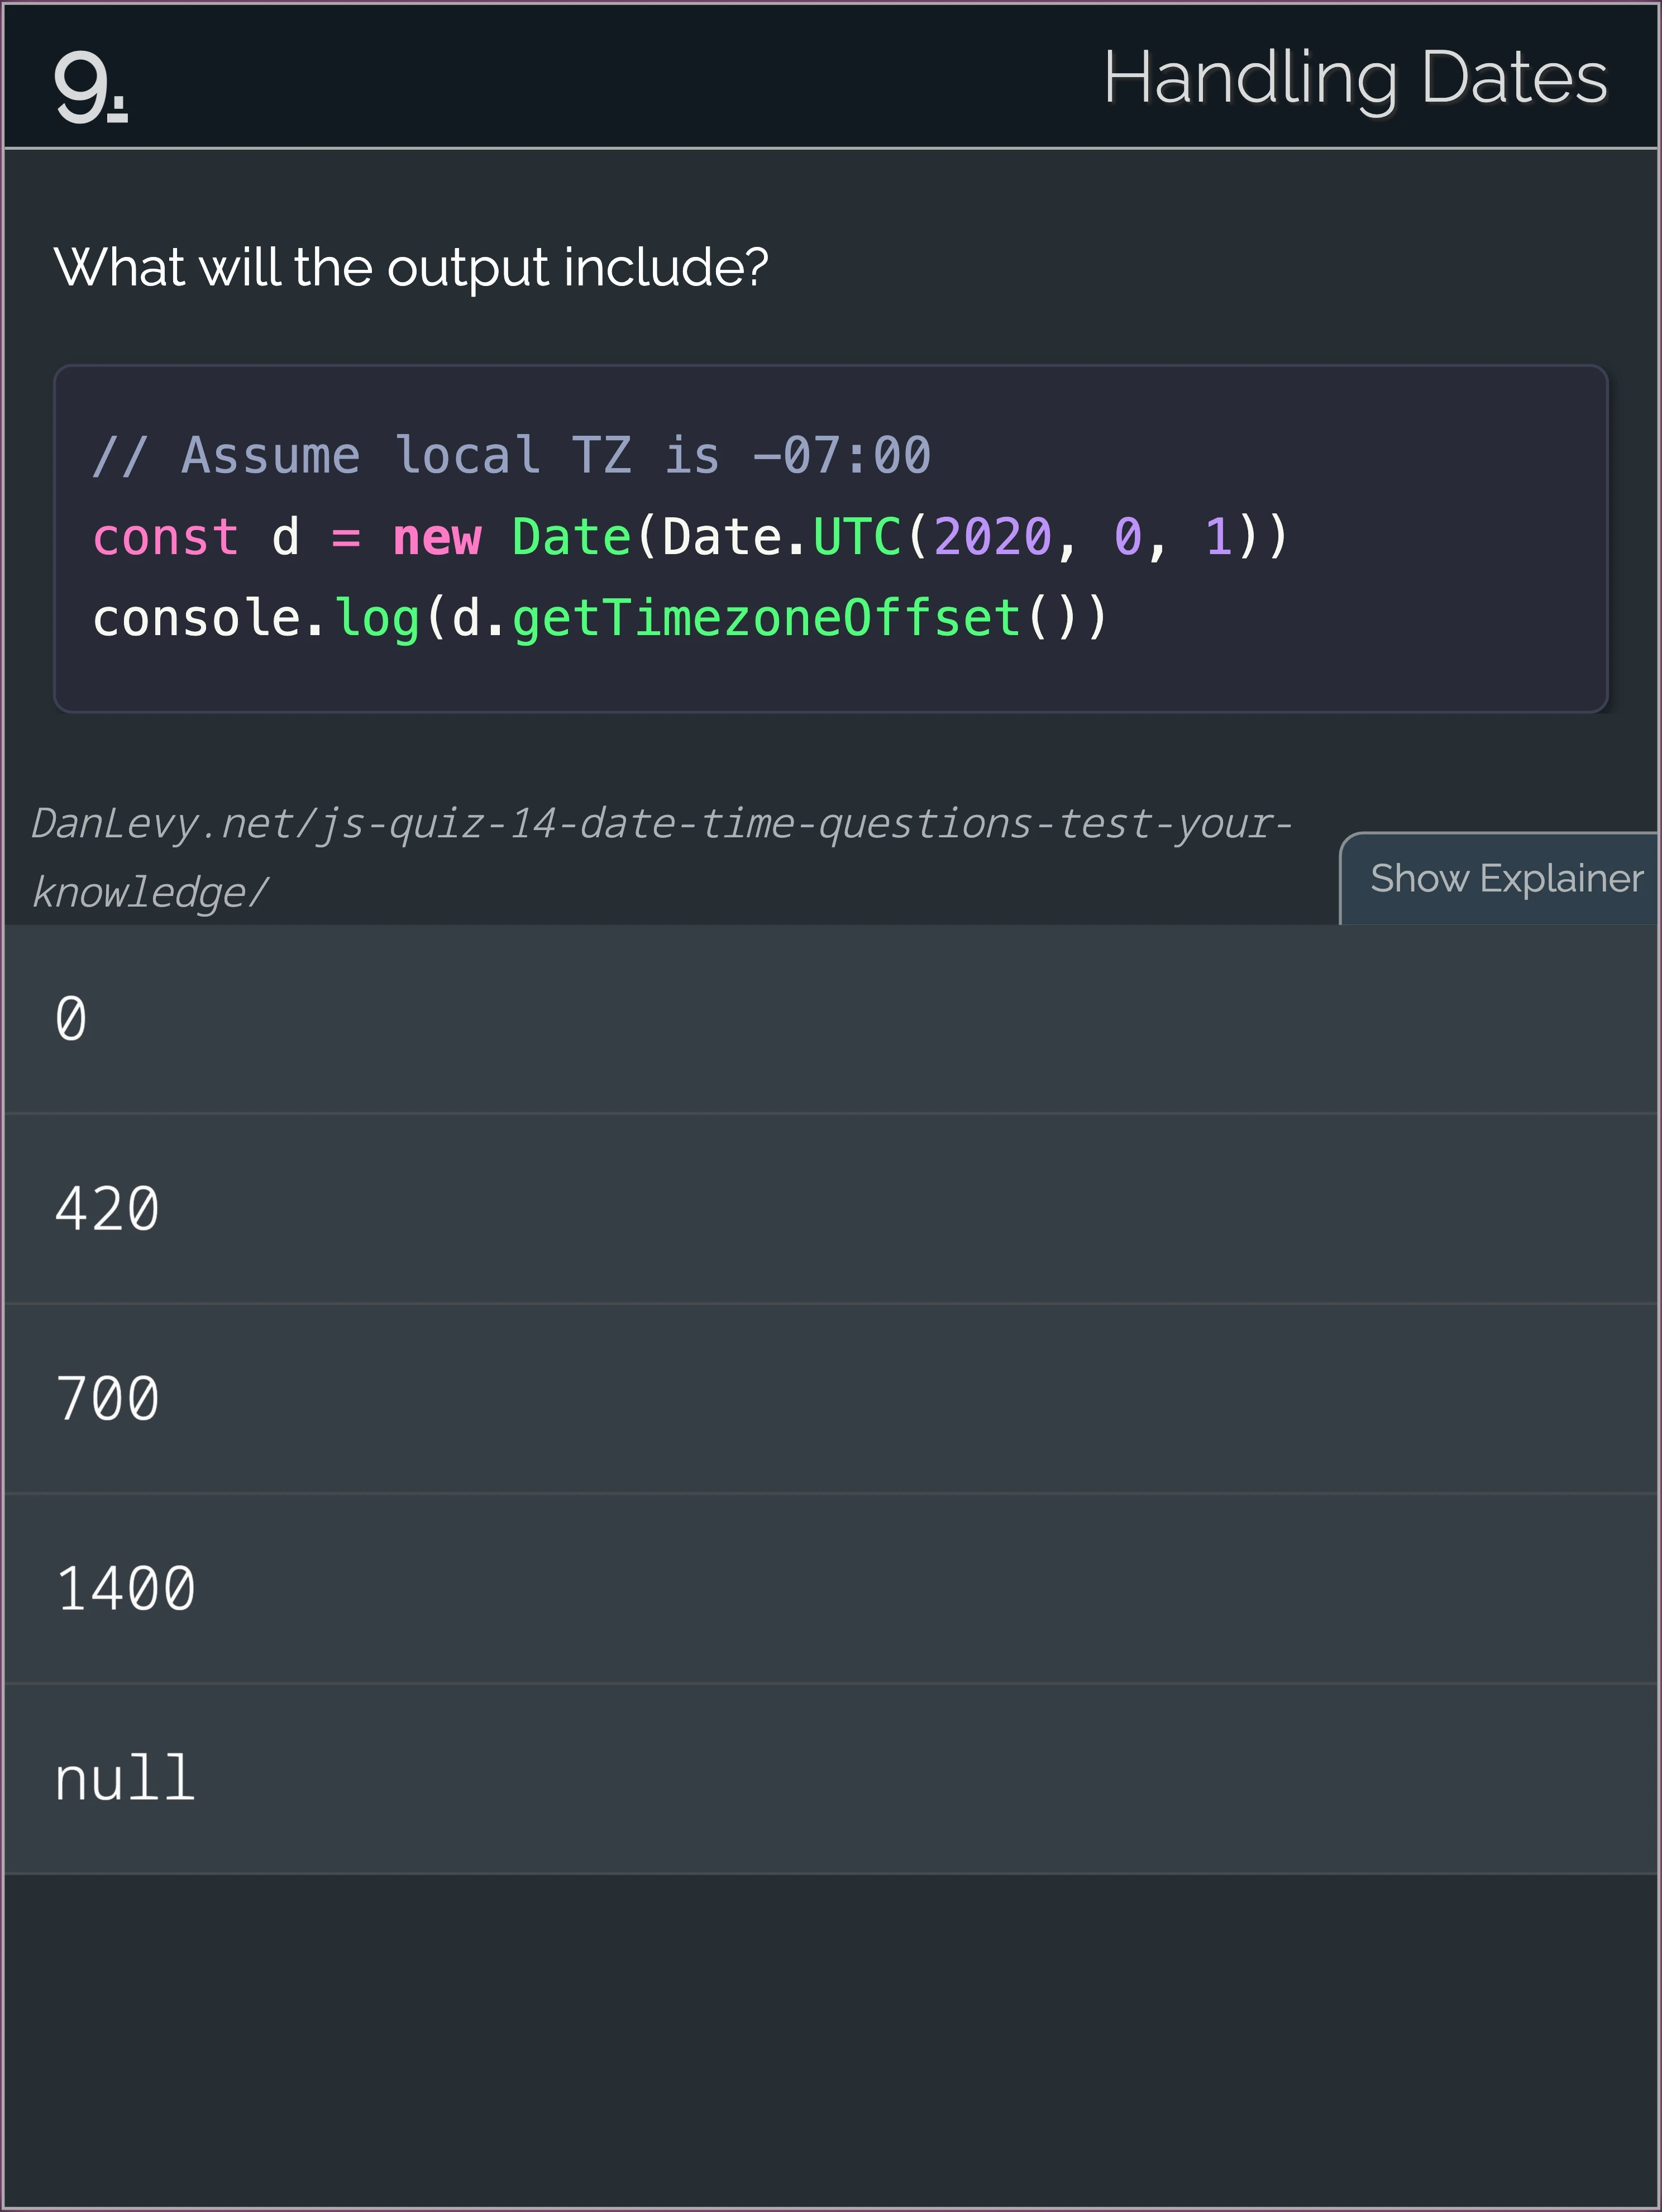 9.
Handling Dates
What will the output include?
// Assume local TZ is −07:00
const d = new Date(Date.UTC(2020, 0, 1))
console.log(d.getTimezoneOffset())
DanLevy.net/js-quiz-14-date-time-questions-test-your-
knowledge/
Show Explainer
0
420
700
1400
null